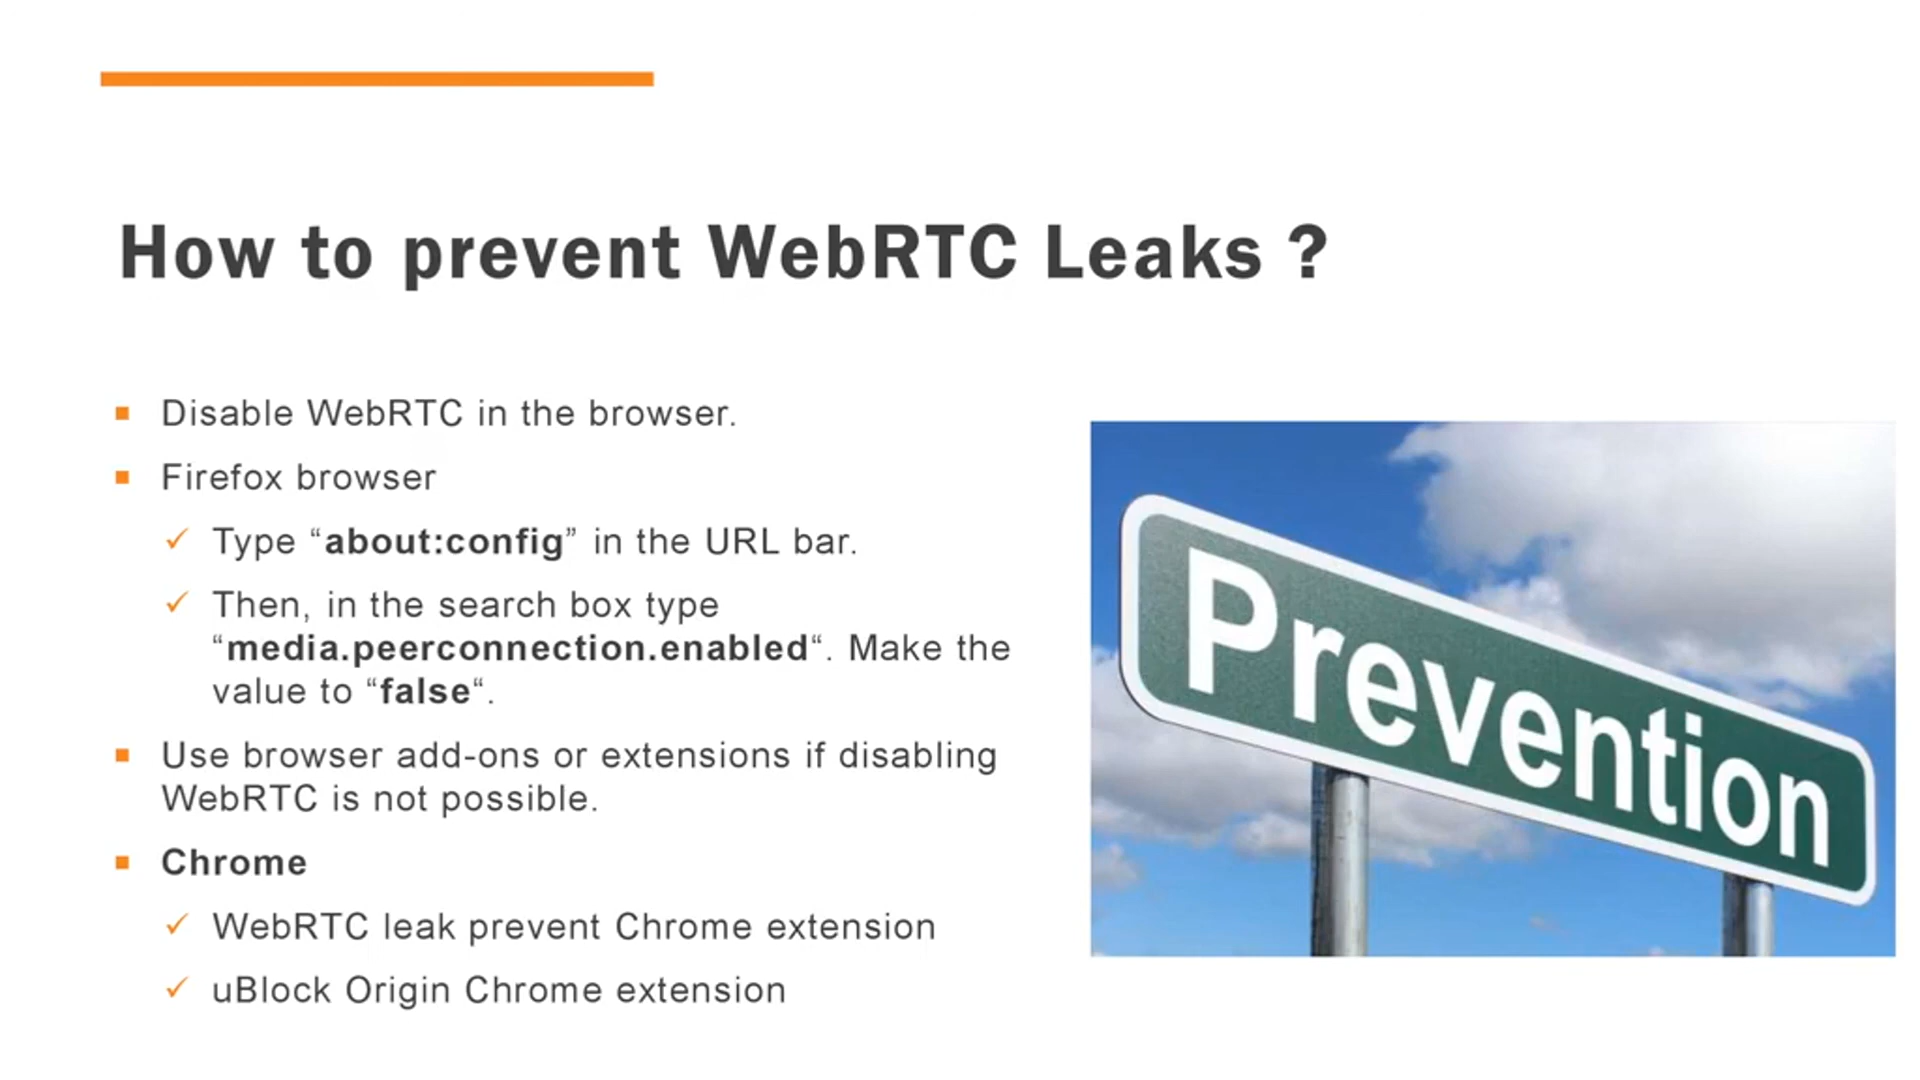 How to prevent WebRTC Leaks ?
Disable WebRTC in the browser.
Firefox browser
Type “about:config” in the URL bar.
Then, in the search box type
“media.peerconnection.enabled“. Make the
value to “false“.
Use browser add-ons or extensions if disabling
WebRTC is not possible.
Chrome
WebRTC leak prevent Chrome extension
uBlock Origin Chrome extension
Prevention